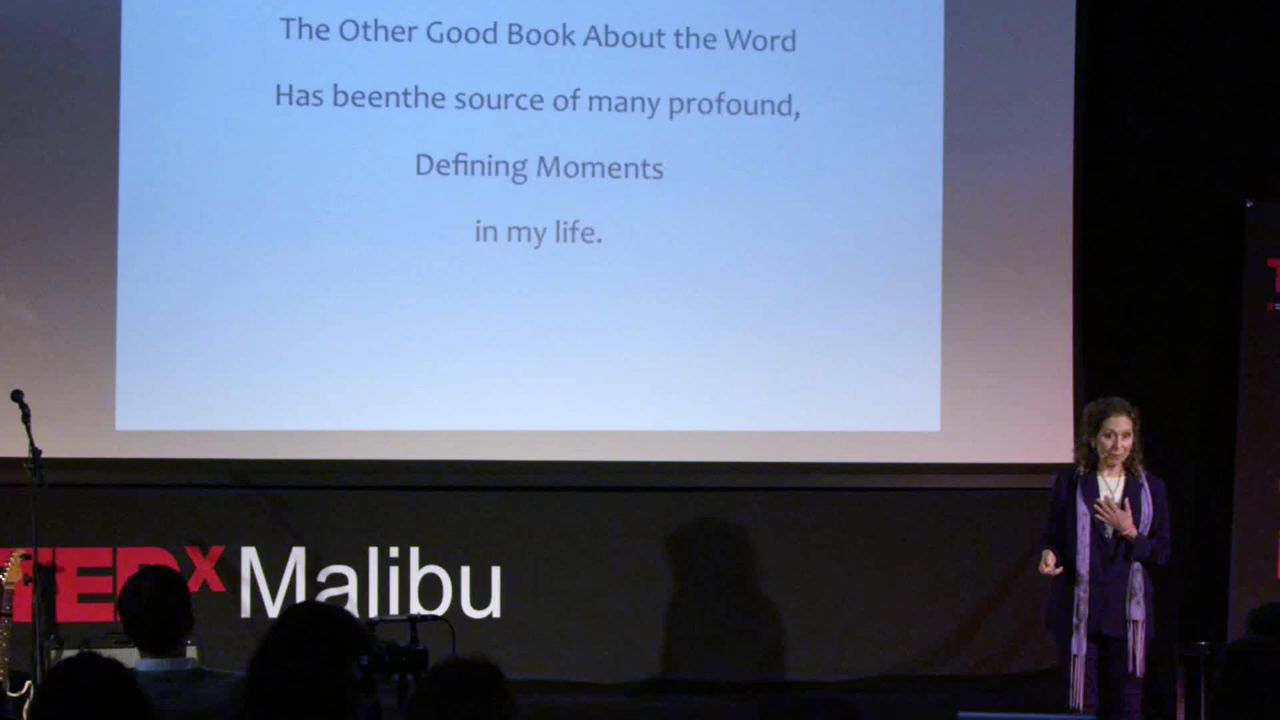 The Other Good Book About the Word
Has beenthe source of many profound,
Defining Moments
in my life.
TEDx Malibu